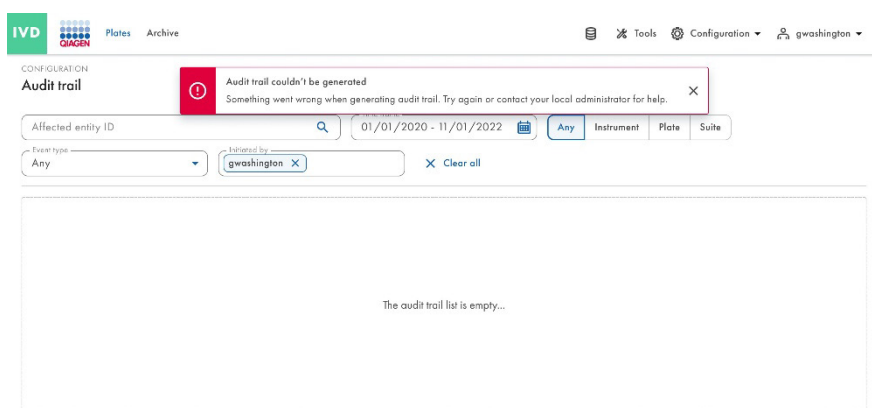 IVD QIAGEN Plates Archive Tools Configuration gwashington
CONFIGURATION
Audit trail
Audit trail couldn't be generated
Something went wrong when generating audit trail. Try again or contact your local administrator for help.
Affected entity ID 01/01/2020 - 11/01/2022 Any Instrument Plate Suite
Event type Initiated by
Any gwashington Clear all
The audit trail list is empty...